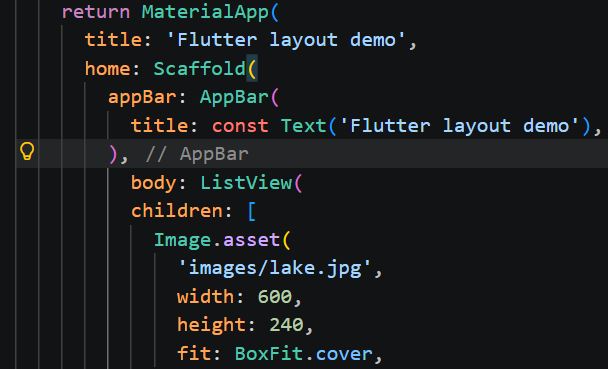 return MaterialApp(
title: 'Flutter layout demo',
home: Scaffold(
appBar: AppBar(
title: const Text('Flutter layout demo'),
), // AppBar
body: ListView(
children: [
Image.asset(
'images/lake.jpg',
width: 600,
height: 240,
fit: BoxFit.cover,